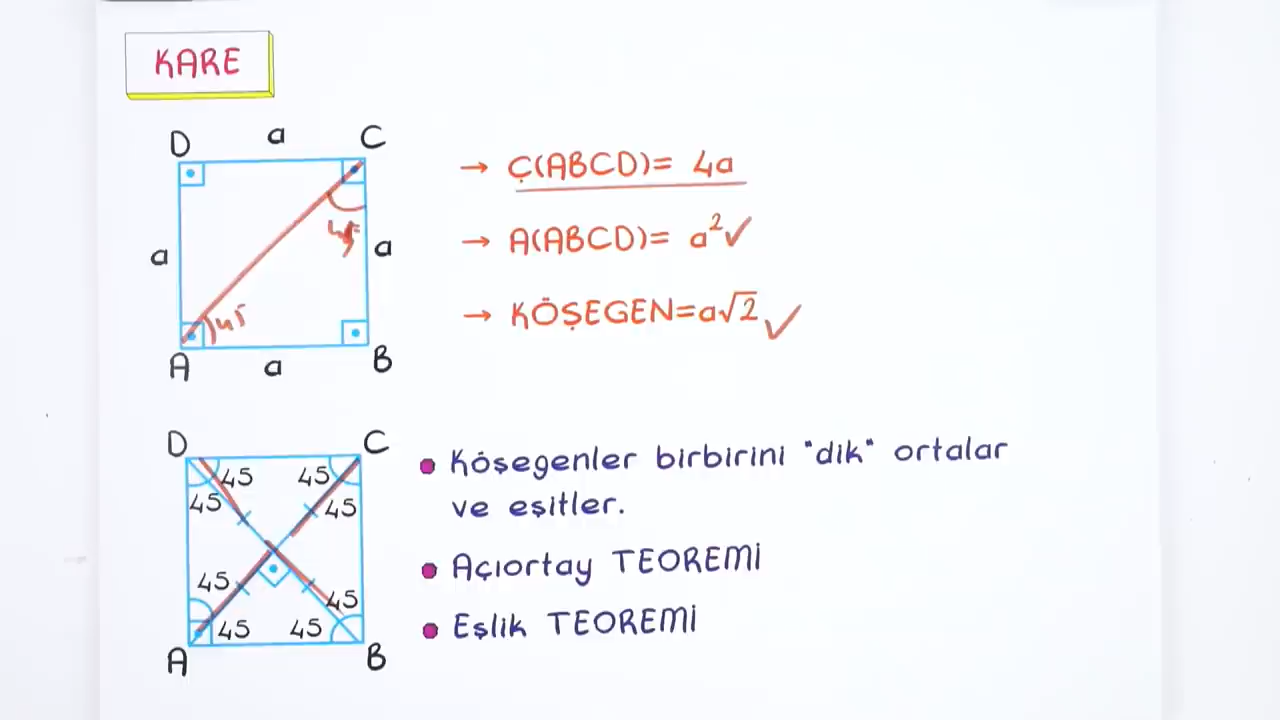 KARE
D a C
a a
45
45
A a B
→ Ç(ABCD)= 4a
→ A(ABCD)= a² ✓
→ KÖŞEGEN=a√2 ✓
D C
45 45
45 45
45 45
45 45
A B
• Köşegenler birbirini "dik" ortalar
ve eşitler.
• Açıortay TEOREMİ
• Eşlik TEOREMİ